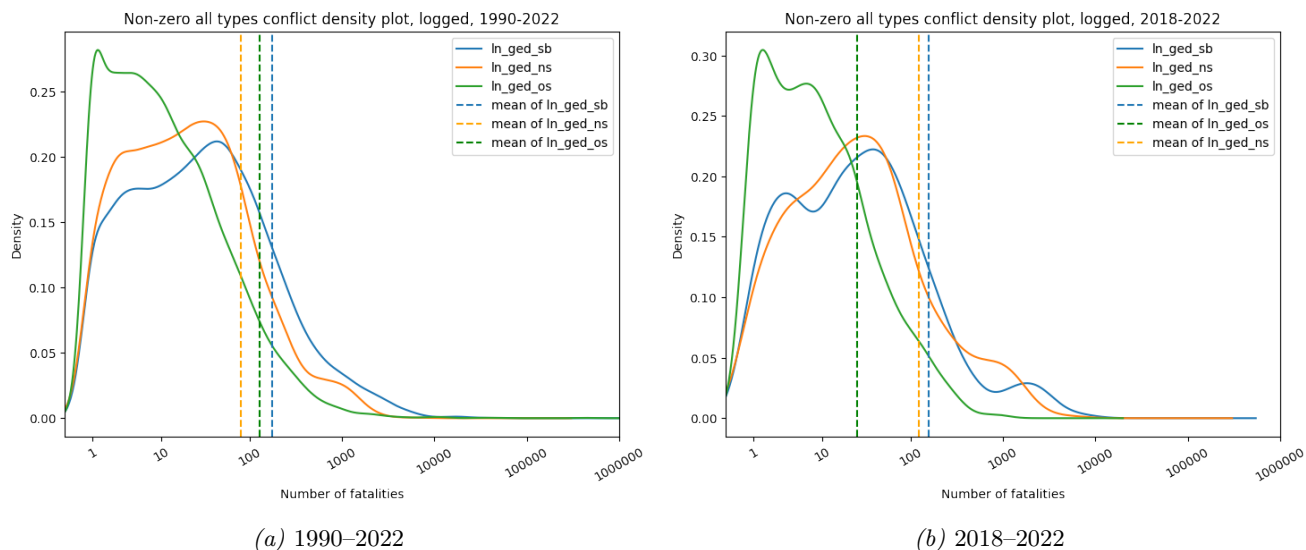 Non-zero all types conflict density plot, logged, 1990-2022
ln_ged_sb
ln_ged_ns
ln_ged_os
mean of ln_ged_sb
mean of ln_ged_ns
mean of ln_ged_os
Density
0.25
0.20
0.15
0.10
0.05
0.00
1
10
100
1000
10000
100000
1000000
Number of fatalities
(a) 1990–2022
Non-zero all types conflict density plot, logged, 2018-2022
ln_ged_sb
ln_ged_ns
ln_ged_os
mean of ln_ged_sb
mean of ln_ged_os
mean of ln_ged_ns
Density
0.30
0.25
0.20
0.15
0.10
0.05
0.00
1
10
100
1000
10000
100000
1000000
Number of fatalities
(b) 2018–2022